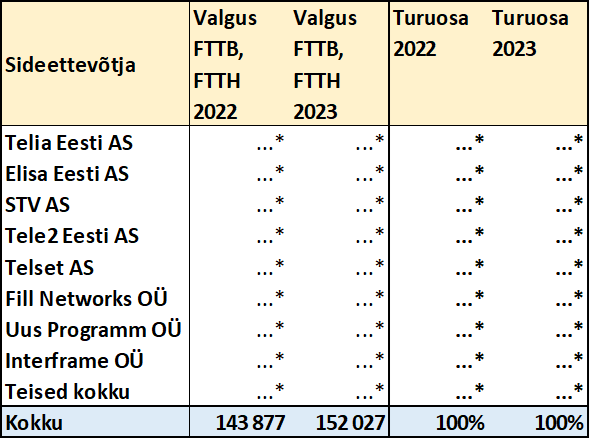 Sideettevõtja Valgus FTTB, FTTH 2022 Valgus FTTB, FTTH 2023 Turuosa 2022 Turuosa 2023
Telia Eesti AS ...* ...* ...* ...*
Elisa Eesti AS ...* ...* ...* ...*
STV AS ...* ...* ...* ...*
Tele2 Eesti AS ...* ...* ...* ...*
Telset AS ...* ...* ...* ...*
Fill Networks OÜ ...* ...* ...* ...*
Uus Programm OÜ ...* ...* ...* ...*
Interframe OÜ ...* ...* ...* ...*
Teised kokku ...* ...* ...* ...*
Kokku 143 877 152 027 100% 100%